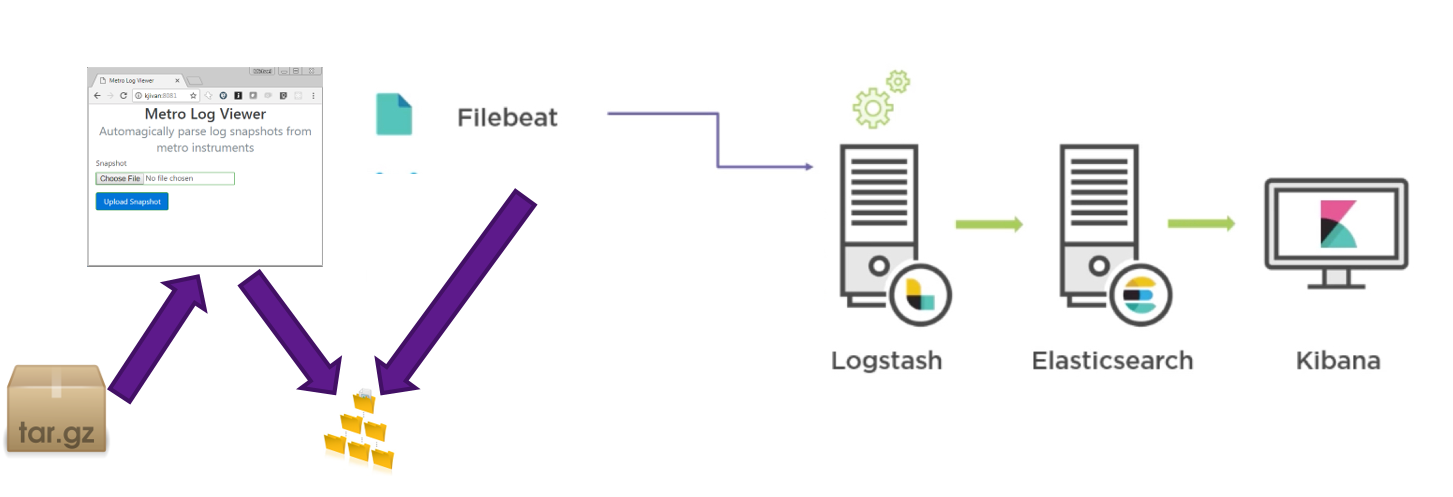 Metro Log Viewer
kjivan:8081
Metro Log Viewer
Automagically parse log snapshots from
metro instruments
Snapshot
Choose File No file chosen
Upload Snapshot
Filebeat
tar.gz
Logstash
Elasticsearch
Kibana